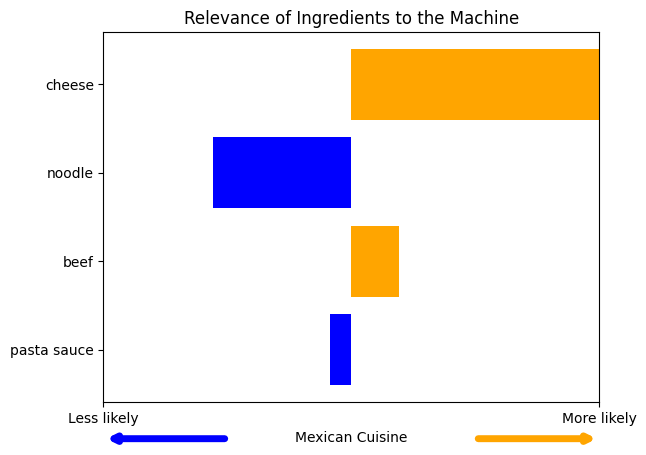 Relevance of Ingredients to the Machine
cheese
noodle
beef
pasta sauce
Less likely
More likely
Mexican Cuisine